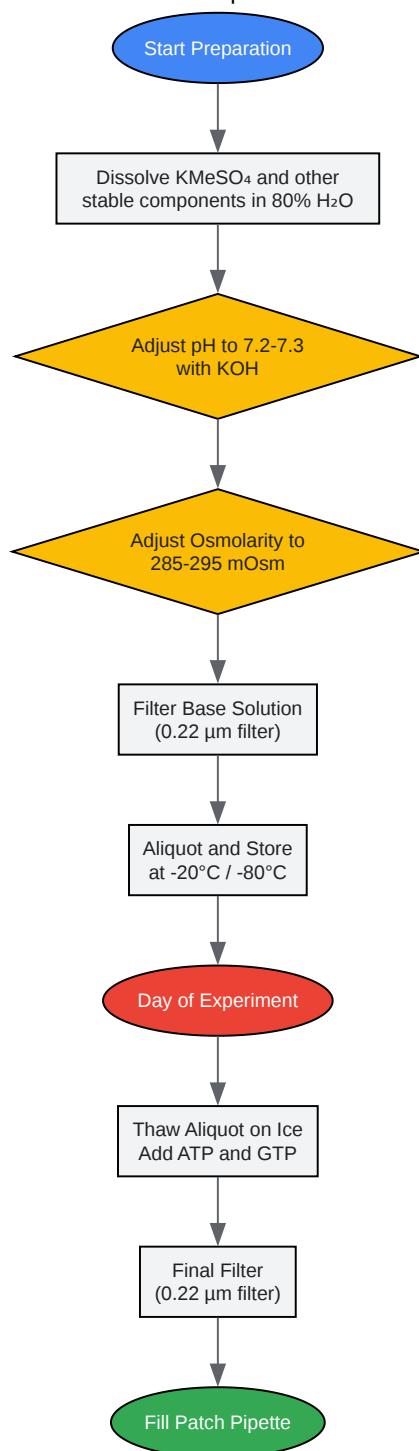 Start Preparation
Dissolve KMeSO₄ and other
stable components in 80% H₂O
Adjust pH to 7.2-7.3
with KOH
Adjust Osmolarity to
285-295 mOsm
Filter Base Solution
(0.22 µm filter)
Aliquot and Store
at -20°C / -80°C
Day of Experiment
Thaw Aliquot on Ice
Add ATP and GTP
Final Filter
(0.22 µm filter)
Fill Patch Pipette